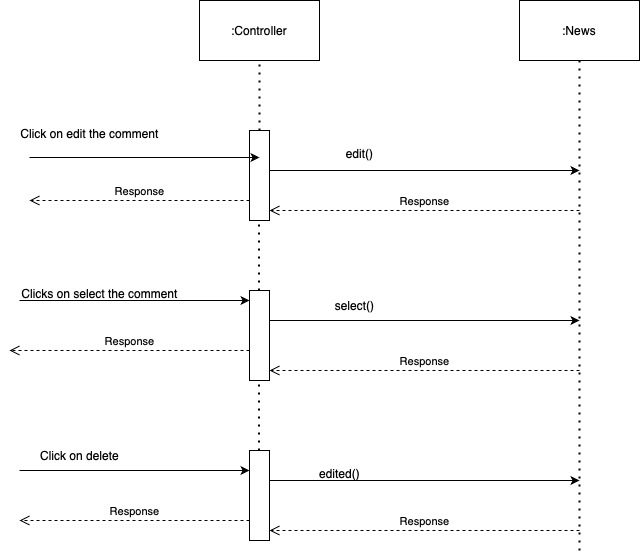 :Controller
:News
Click on edit the comment
edit()
Response
Response
Clicks on select the comment
select()
Response
Response
Click on delete
edited()
Response
Response